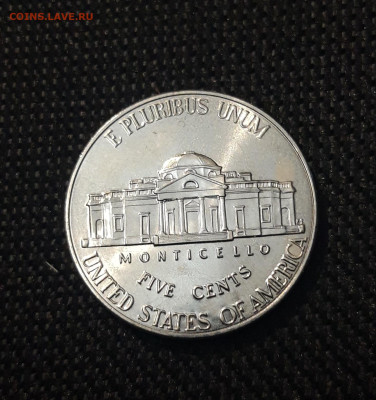 COINS.LAVE.RU
E PLURIBUS UNUM
MONTICELLO
FIVE CENTS
UNITED STATES OF AMERICA